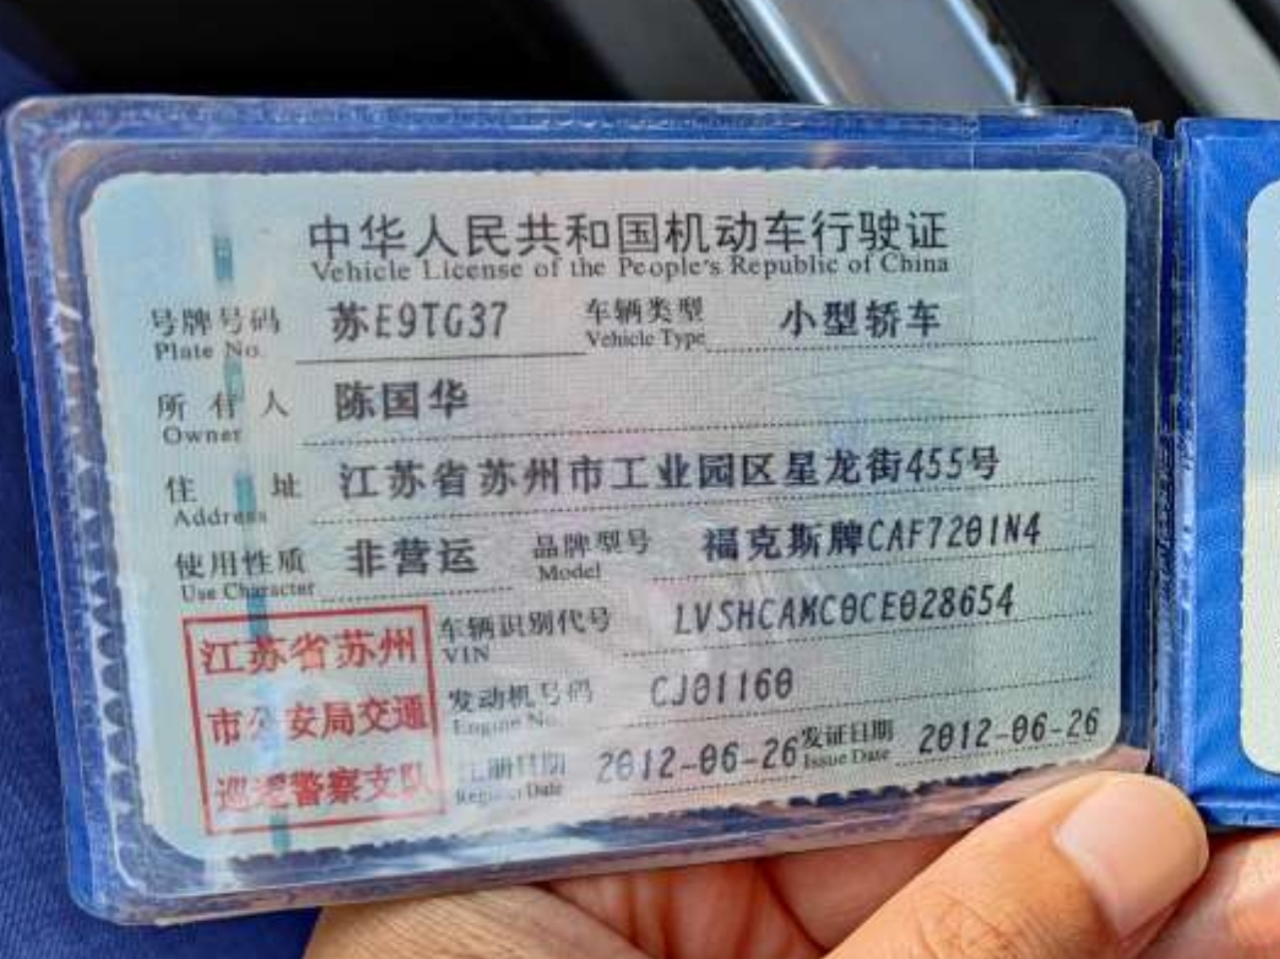 中华人民共和国机动车行驶证
Vehicle License of the People's Republic of China
号牌号码 苏E9TG37 车辆类型 小型轿车
Plate No. Vehicle Type
所有人 陈国华
Owner
住址 江苏省苏州市工业园区星龙街455号
Address
使用性质 非营运 品牌型号 福克斯牌CAF7201N4
Use Character Model
车辆识别代号 LVSHCAMC0CE028654
VIN
发动机号码 CJ01160
Engine No.
注册日期 2012-06-26 发证日期 2012-06-26
Register Date Issue Date
江苏省苏州
市公安局交通
巡逻警察支队